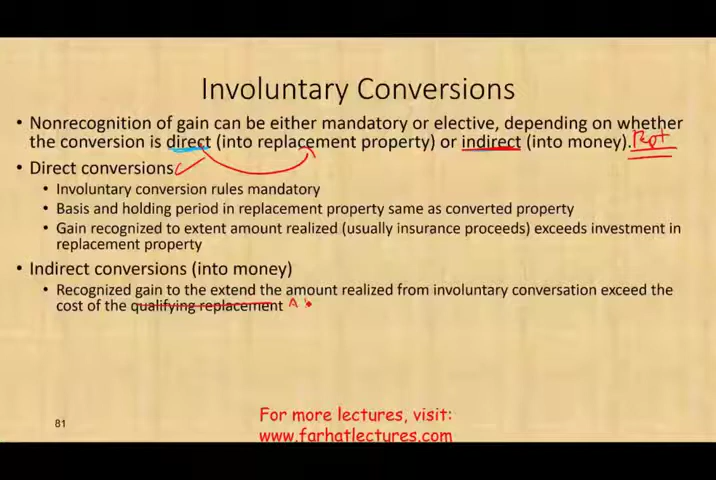 Involuntary Conversions
• Nonrecognition of gain can be either mandatory or elective, depending on whether
the conversion is direct (into replacement property) or indirect (into money).
• Direct conversions
• Involuntary conversion rules mandatory
• Basis and holding period in replacement property same as converted property
• Gain recognized to extent amount realized (usually insurance proceeds) exceeds investment in
replacement property
• Indirect conversions (into money)
• Recognized gain to the extend the amount realized from involuntary conversation exceed the
cost of the qualifying replacement
For more lectures, visit:
www.farhatlectures.com
81